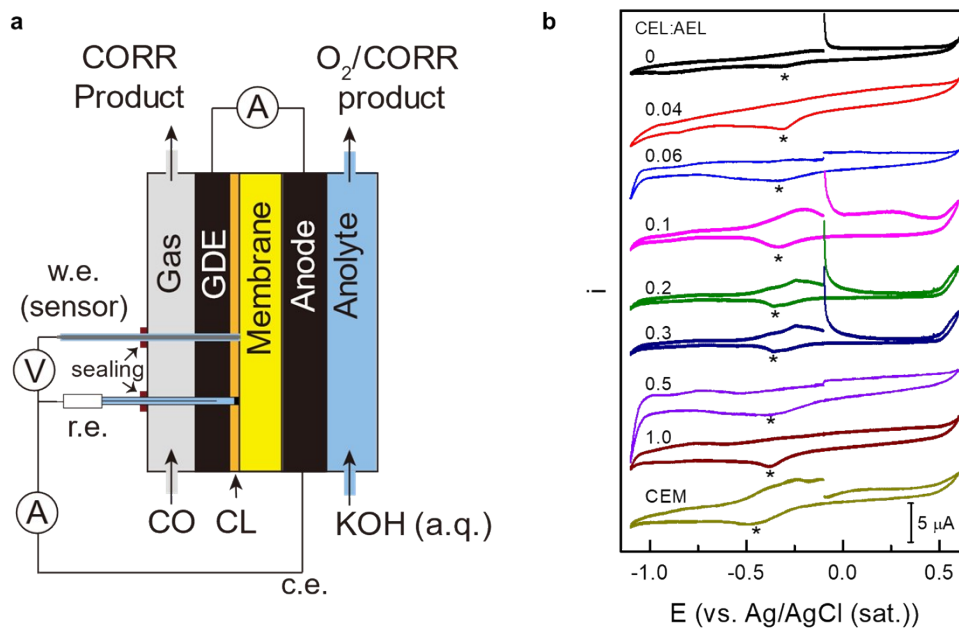 a
CORR
Product
O2/CORR
product
A
Gas
GDE
Membrane
Anode
Anolyte
w.e.
(sensor)
V
sealing
r.e.
A
CO
CL
KOH (a.q.)
c.e.
b
CEL:AEL
0
*
0.04
*
0.06
*
0.1
*
0.2
*
0.3
*
0.5
*
1.0
*
CEM
*
5 μA
i
-1.0
-0.5
0.0
0.5
E (vs. Ag/AgCl (sat.))